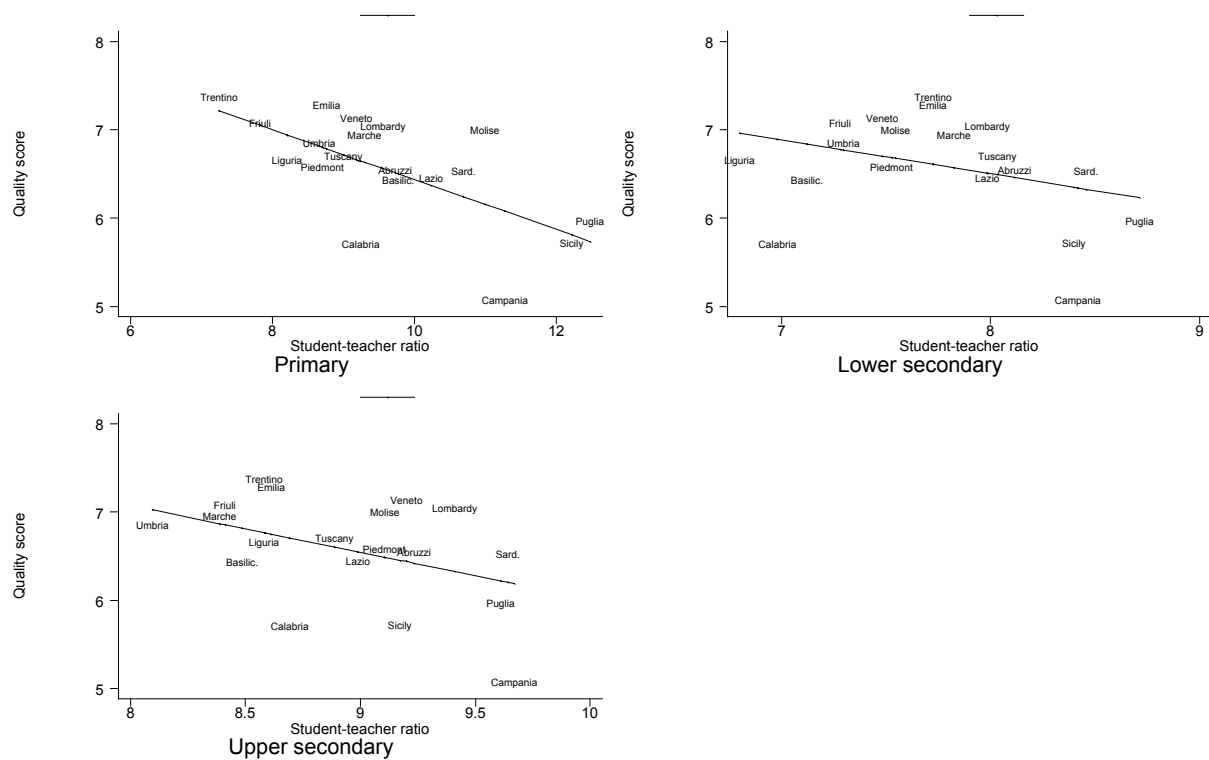 8
7
6
5
Quality score
Trentino
Emilia
Friuli
Veneto
Lombardy
Marche
Molise
Umbria
Tuscany
Liguria
Piedmont
Abruzzi
Basilic.
Lazio
Sard.
Puglia
Calabria
Sicily
Campania
6 8 10 12
Student-teacher ratio
Primary
8
7
6
5
Quality score
Trentino
Emilia
Friuli
Veneto
Molise
Lombardy
Marche
Umbria
Liguria
Tuscany
Piedmont
Basilic.
Lazio
Abruzzi
Sard.
Puglia
Calabria
Sicily
Campania
7 8 9
Student-teacher ratio
Lower secondary
8
7
6
5
Quality score
Trentino
Emilia
Friuli
Marche
Umbria
Veneto
Molise
Lombardy
Liguria
Tuscany
Basilic.
Lazio
Piedmont
Abruzzi
Sard.
Puglia
Calabria
Sicily
Campania
8 8.5 9 9.5 10
Student-teacher ratio
Upper secondary